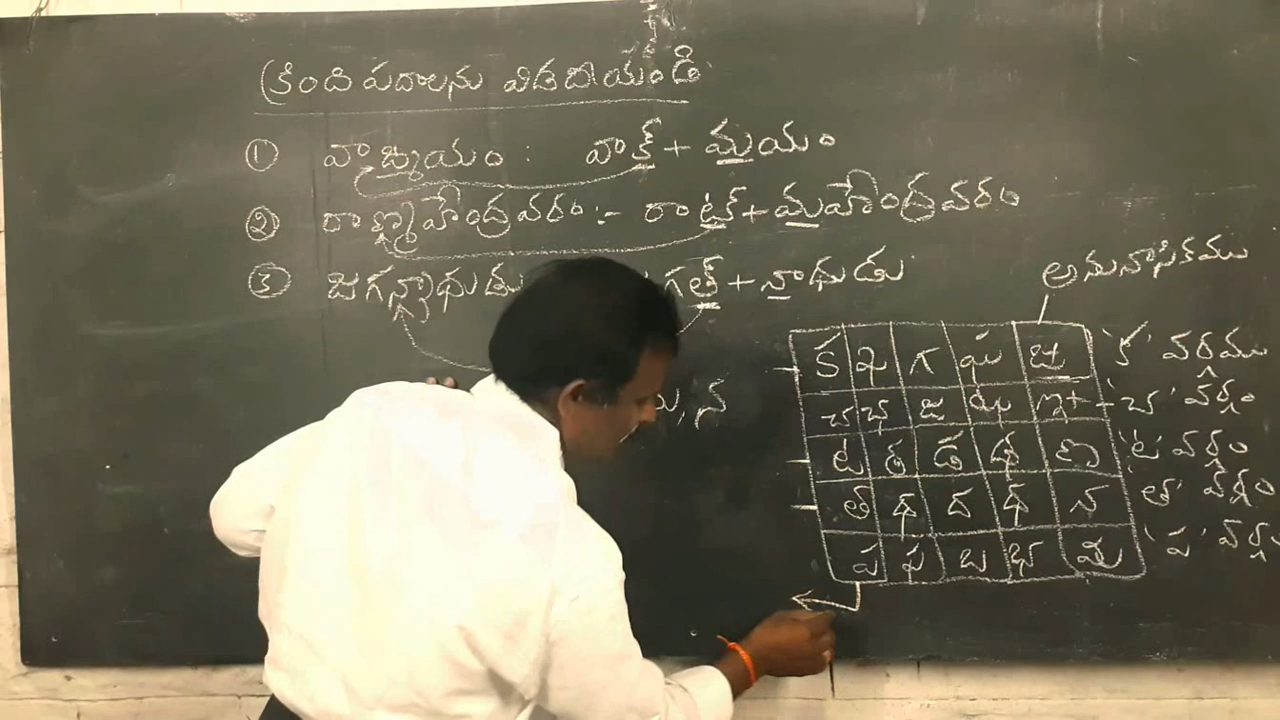 క్రింది పదాలను విడదీయండి
① వాఙ్మయం : వాక్ + మయం
② రాణ్మహేంద్రవరం :- రాట్ + మహేంద్రవరం
③ జగన్నాథుడు గత్ + నాథుడు
అనునాసికము
క ఖ గ ఘ ఙ 'క' వర్గము
చ ఛ జ ఝ ఞ 'చ' వర్గం
ట ఠ డ ఢ ణ 'ట' వర్గం
త థ ద ధ న 'త' వర్గం
ప ఫ బ భ మ 'ప' వర్గం
, న